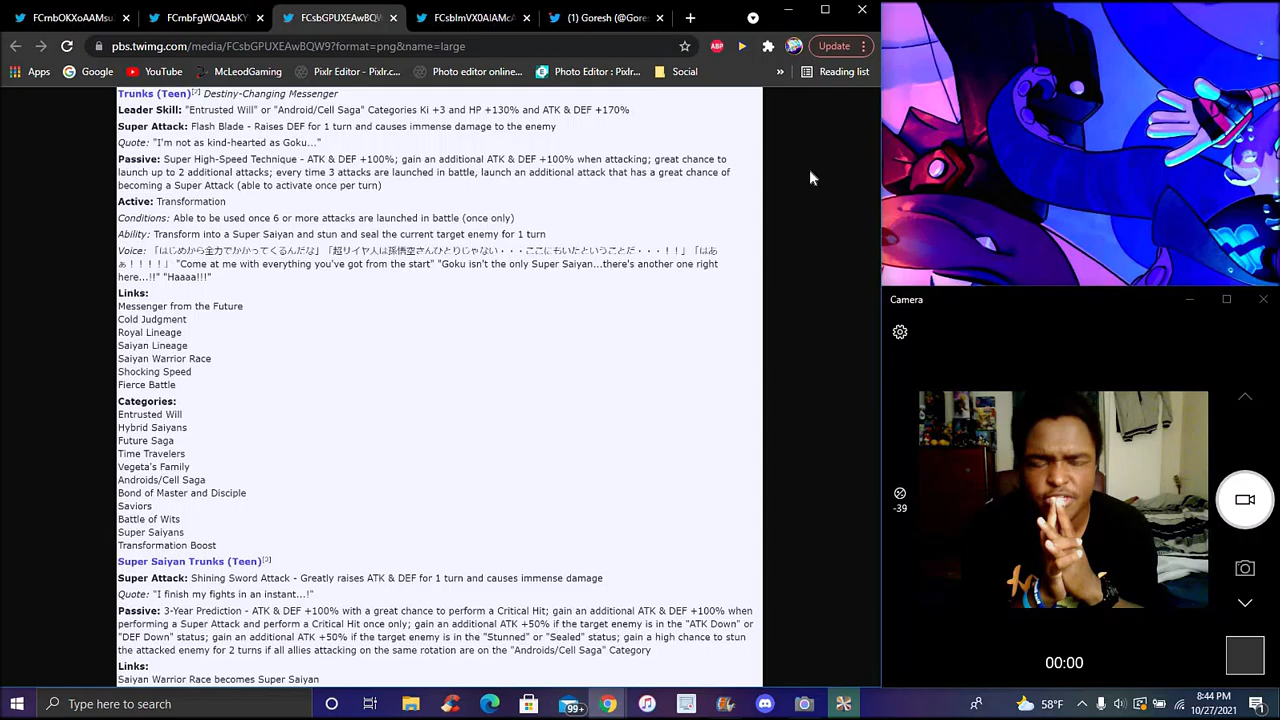 FCrnbOKXoAAMsu
FCrnbFgWQAAbKY
FCsbGPUXEAwBQW
FCsbImVX0AIAMcA
(1) Goresh (@Gores
pbs.twimg.com/media/FCsbGPUXEAwBQW9?format=png&name=large
ABP
Update
Apps
Google
YouTube
McLeodGaming
Pixlr Editor - Pixlr.c...
Photo editor online...
Photo Editor : Pixlr...
Social
»
Reading list
Trunks (Teen)[2] Destiny-Changing Messenger
Leader Skill: "Entrusted Will" or "Android/Cell Saga" Categories Ki +3 and HP +130% and ATK & DEF +170%
Super Attack: Flash Blade - Raises DEF for 1 turn and causes immense damage to the enemy
Quote: "I'm not as kind-hearted as Goku..."
Passive: Super High-Speed Technique - ATK & DEF +100%; gain an additional ATK & DEF +100% when attacking; great chance to
launch up to 2 additional attacks; every time 3 attacks are launched in battle, launch an additional attack that has a great chance of
becoming a Super Attack (able to activate once per turn)
Active: Transformation
Conditions: Able to be used once 6 or more attacks are launched in battle (once only)
Ability: Transform into a Super Saiyan and stun and seal the current target enemy for 1 turn
Voice: 「はじめから全力でかかってくるんだな」「超サイヤ人は孫悟空さんひとりじゃない・・・ここにもいたということだ・・・！！」「はあ
ぁ！！！！」 "Come at me with everything you've got from the start" "Goku isn't the only Super Saiyan...there's another one right
here...!!" "Haaaa!!!"
Links:
Messenger from the Future
Cold Judgment
Royal Lineage
Saiyan Lineage
Saiyan Warrior Race
Shocking Speed
Fierce Battle
Categories:
Entrusted Will
Hybrid Saiyans
Future Saga
Time Travelers
Vegeta's Family
Androids/Cell Saga
Bond of Master and Disciple
Saviors
Battle of Wits
Super Saiyans
Transformation Boost
Super Saiyan Trunks (Teen)[3]
Super Attack: Shining Sword Attack - Greatly raises ATK & DEF for 1 turn and causes immense damage
Quote: "I finish my fights in an instant...!"
Passive: 3-Year Prediction - ATK & DEF +100% with a great chance to perform a Critical Hit; gain an additional ATK & DEF +100% when
performing a Super Attack and perform a Critical Hit once only; gain an additional ATK +50% if the target enemy is in the "ATK Down" or
"DEF Down" status; gain an additional ATK +50% if the target enemy is in the "Stunned" or "Sealed" status; gain a high chance to stun
the attacked enemy for 2 turns if all allies attacking on the same rotation are on the "Androids/Cell Saga" Category
Links:
Saiyan Warrior Race becomes Super Saiyan
Camera
-39
00:00
Type here to search
99+
58°F
8:44 PM
10/27/2021